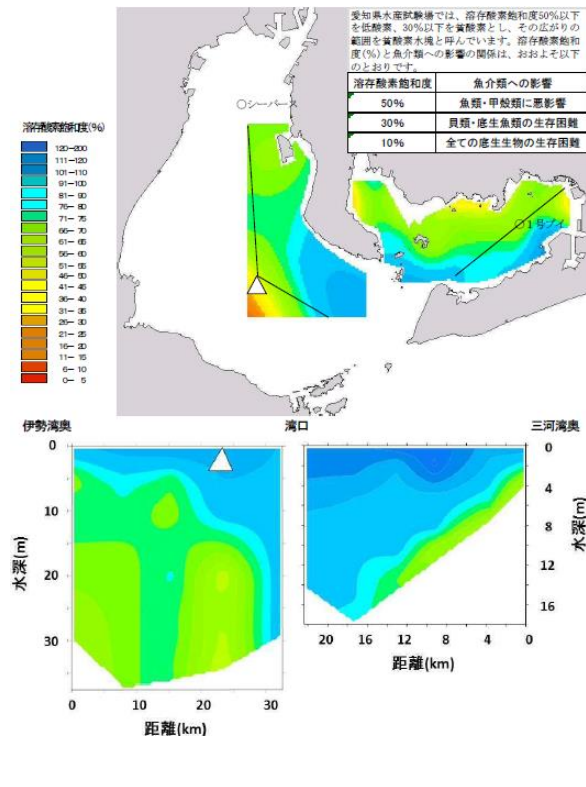 愛知県水産試験場では、溶存酸素飽和度50%以下
を低酸素、30%以下を貧酸素とし、その広がりの
範囲を貧酸素水塊と呼んでいます。溶存酸素飽和
度(%)と魚介類への影響の関係は、おおよそ以下
のとおりです。
溶存酸素飽和度 魚介類への影響
50% 魚類・甲殻類に悪影響
30% 貝類・底生魚類の生存困難
10% 全ての底生生物の生存困難
○シーバース
○1号ブイ
溶存酸素飽和度(%)
120-200
111-120
101-110
91-100
81-90
76-80
71-75
66-70
61-65
56-60
51-55
46-50
41-45
36-40
31-35
26-30
21-25
16-20
11-15
6-10
0-5
伊勢湾奥 湾口 三河湾奥
水深(m)
0
10
20
30
0 10 20 30
距離(km)
0
4
8
12
16
水深(m)
20 16 12 8 4 0
距離(km)